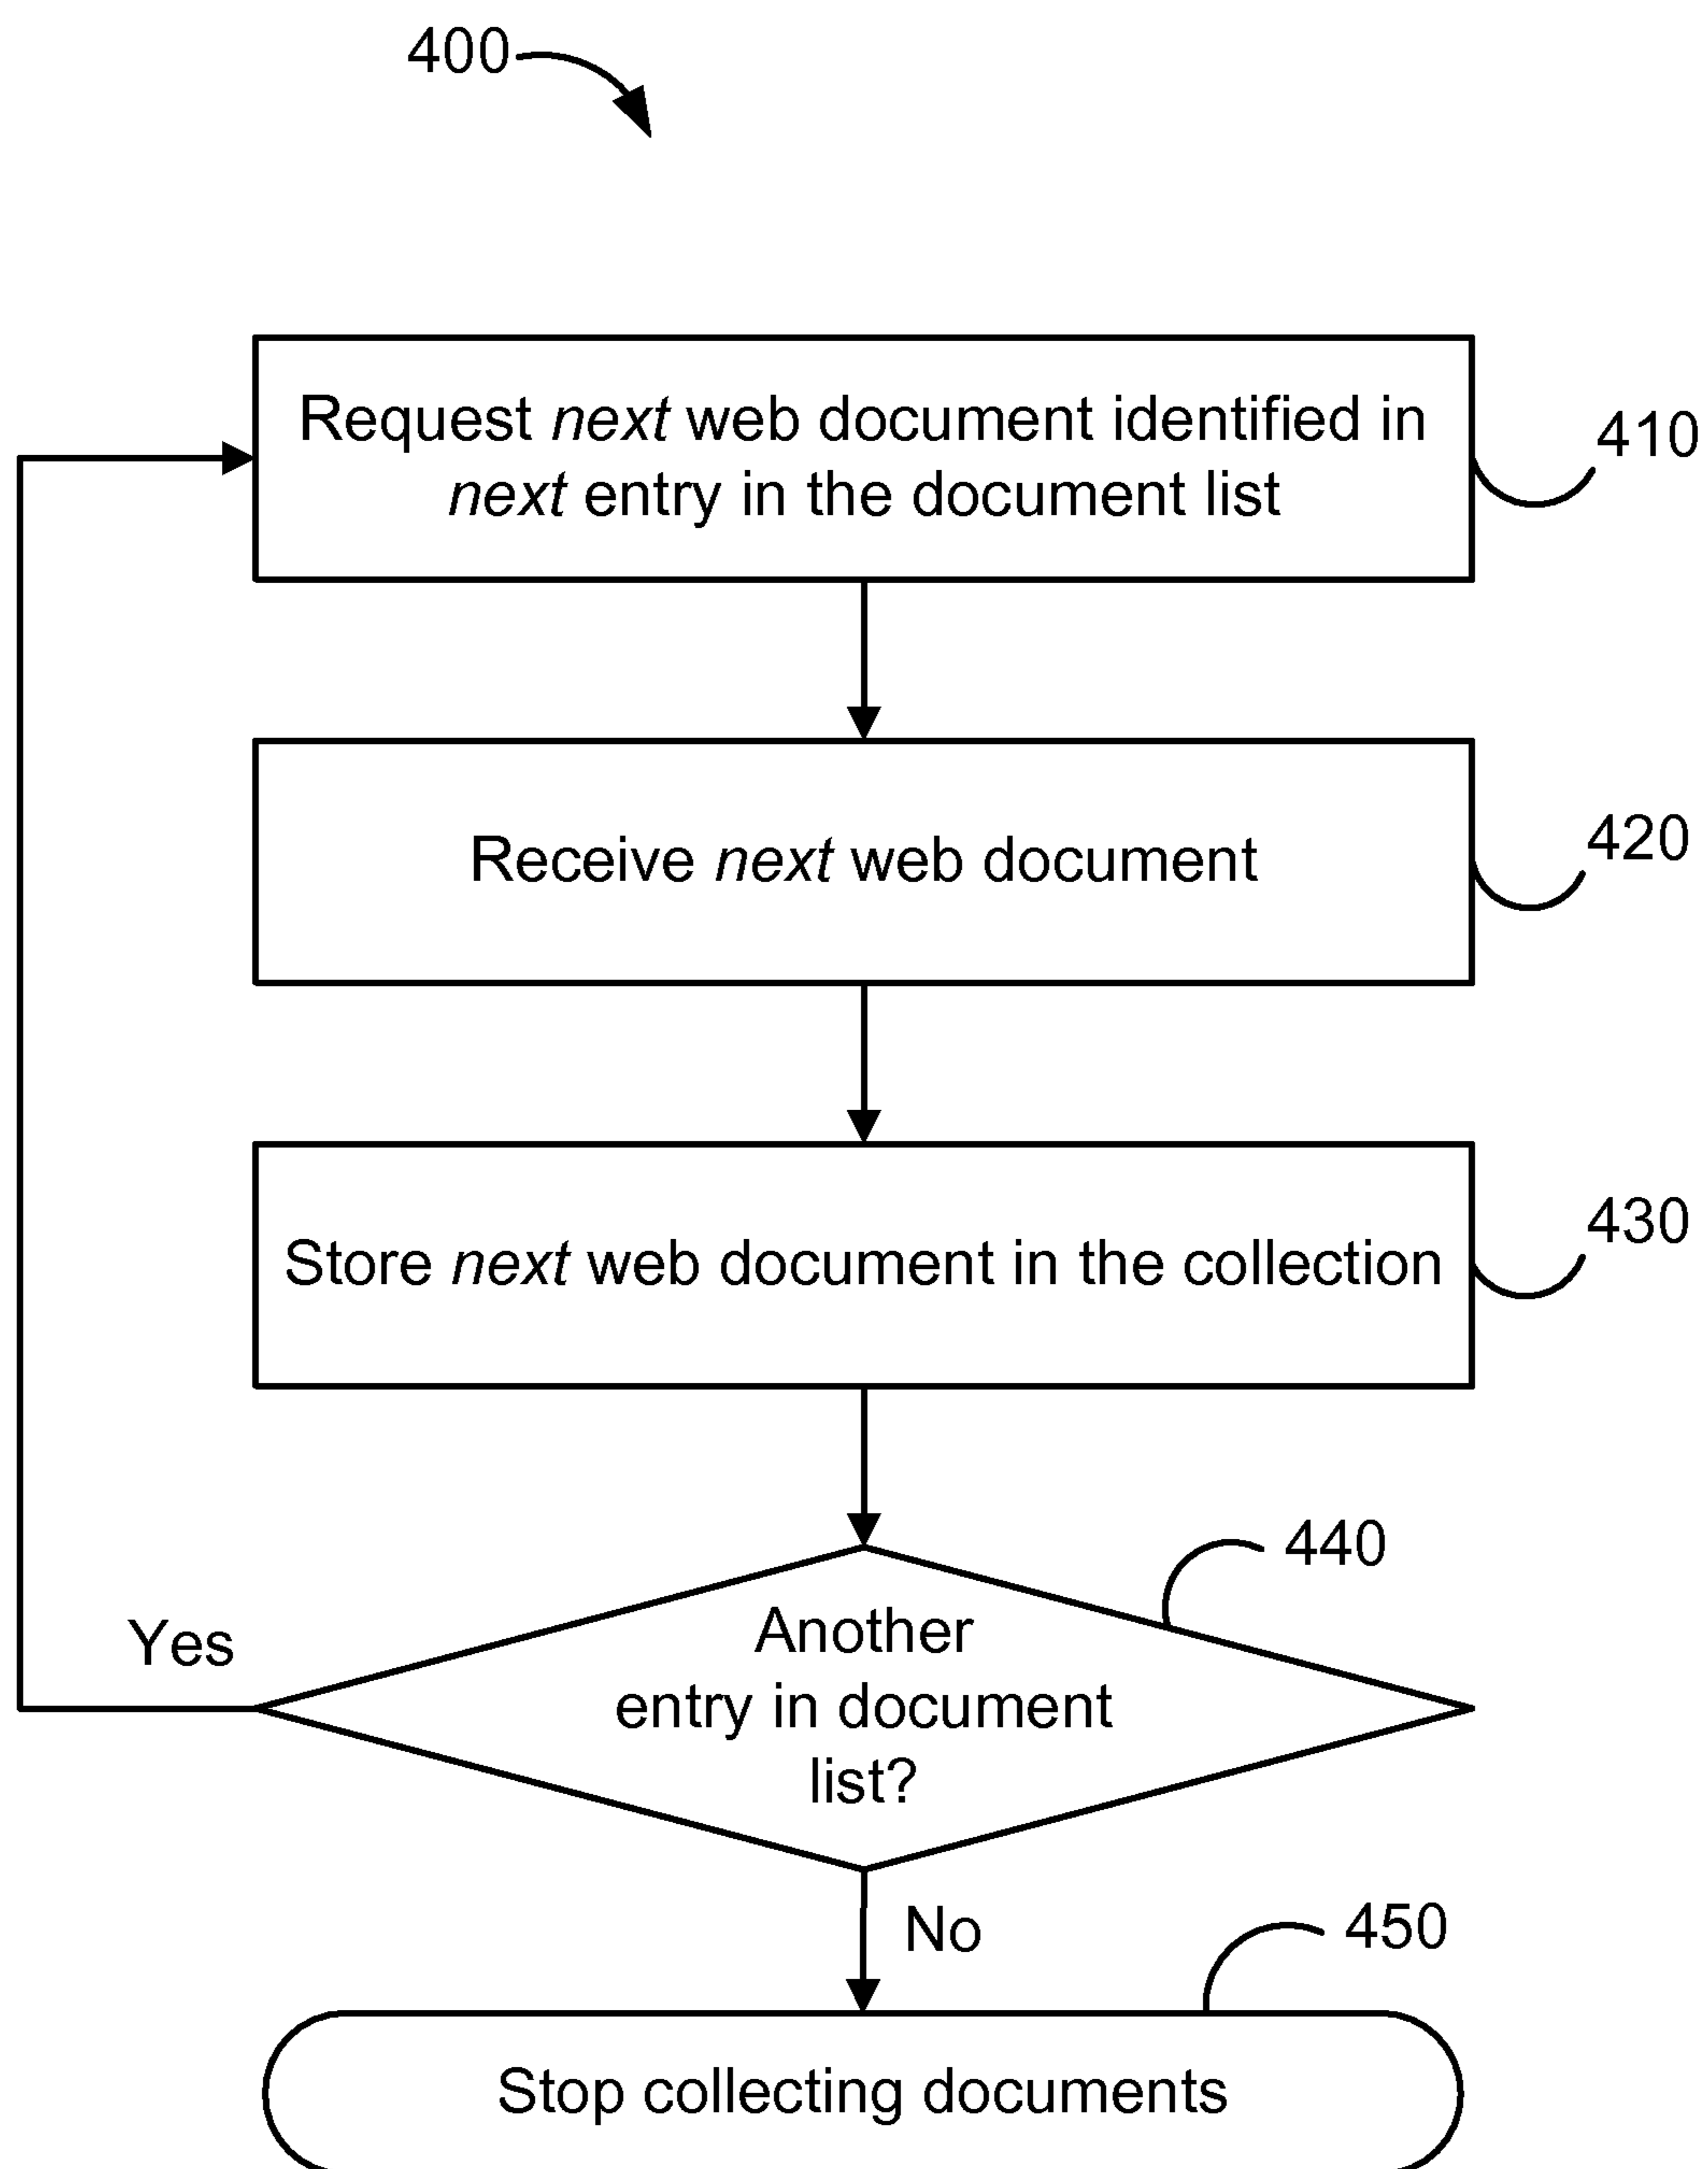 400
Request next web document identified in
next entry in the document list
410
Receive next web document
420
Store next web document in the collection
430
440
Another
entry in document
list?
Yes
No
450
Stop collecting documents